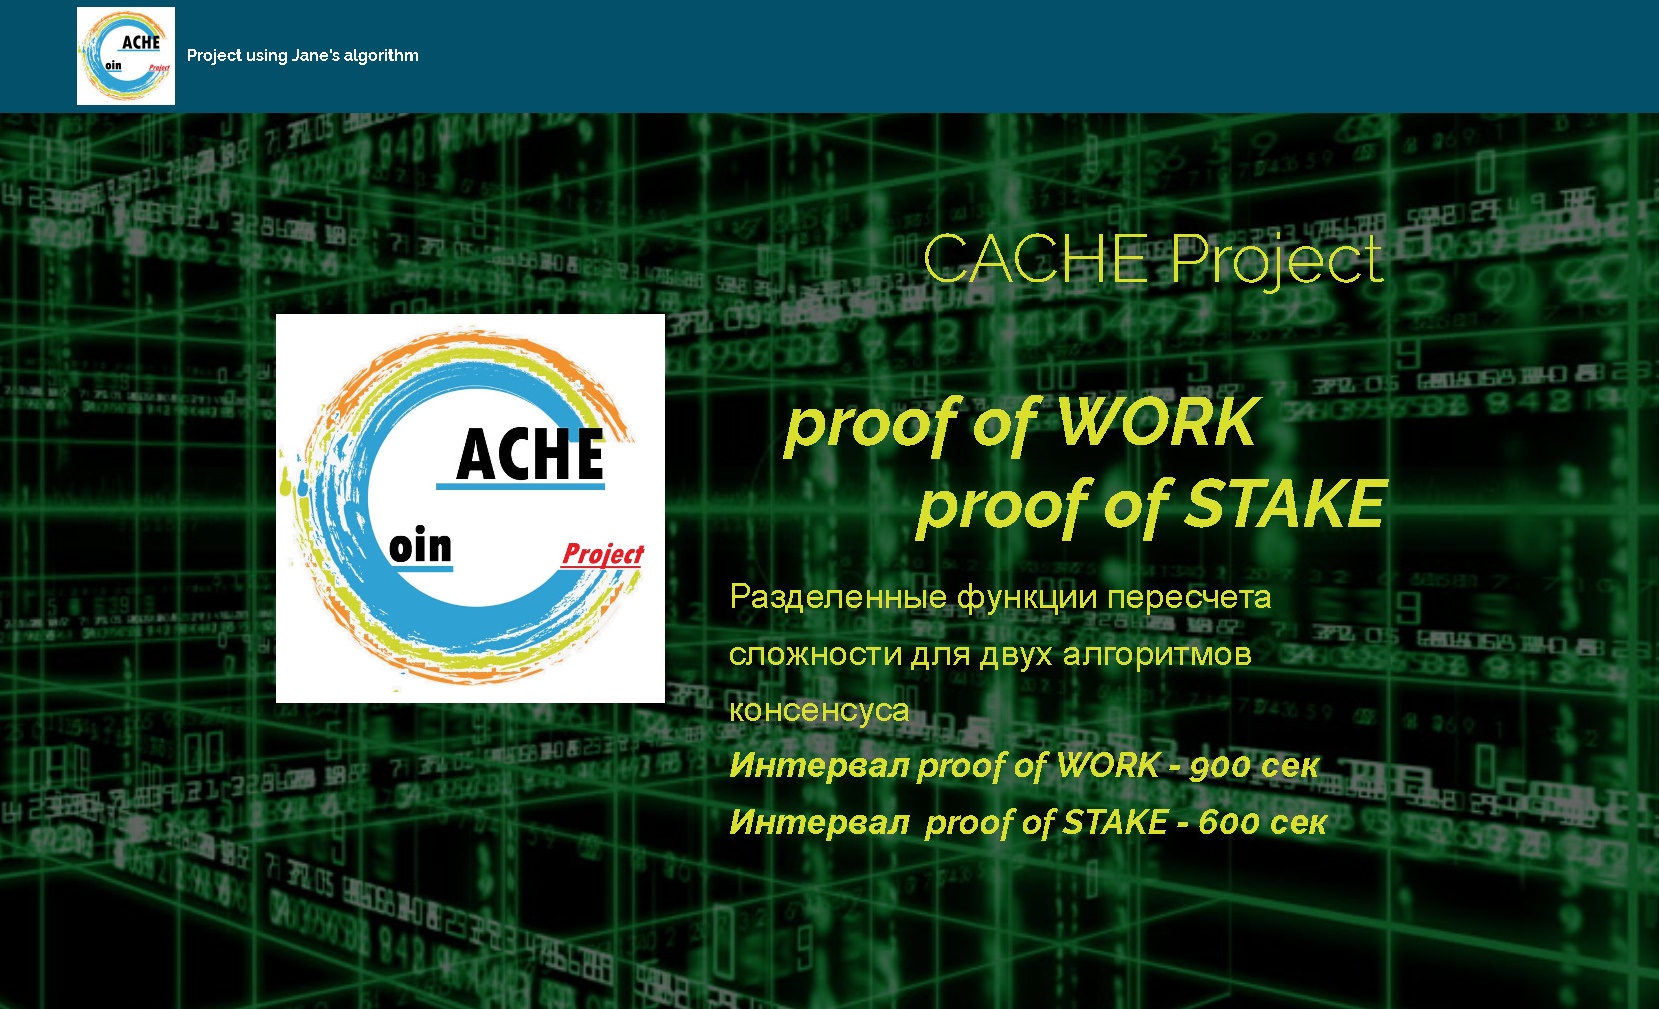 ACHE
oin
Project
Project using Jane's algorithm
CACHE Project
ACHE
oin
Project
proof of WORK
proof of STAKE
Разделенные функции пересчета
сложности для двух алгоритмов
консенсуса
Интервал proof of WORK - 900 сек
Интервал proof of STAKE - 600 сек